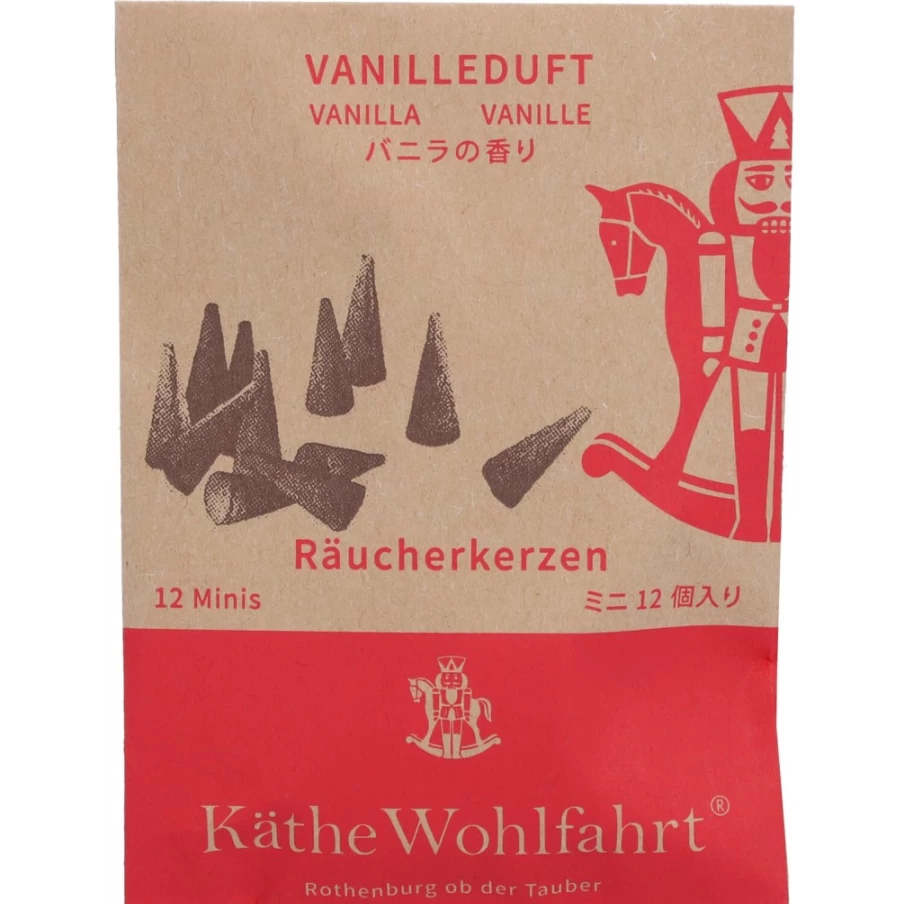 VANILLEDUFT
VANILLA VANILLE
バニラの香り
Räucherkerzen
12 Minis ミニ 12 個入り
Käthe Wohlfahrt®
Rothenburg ob der Tauber